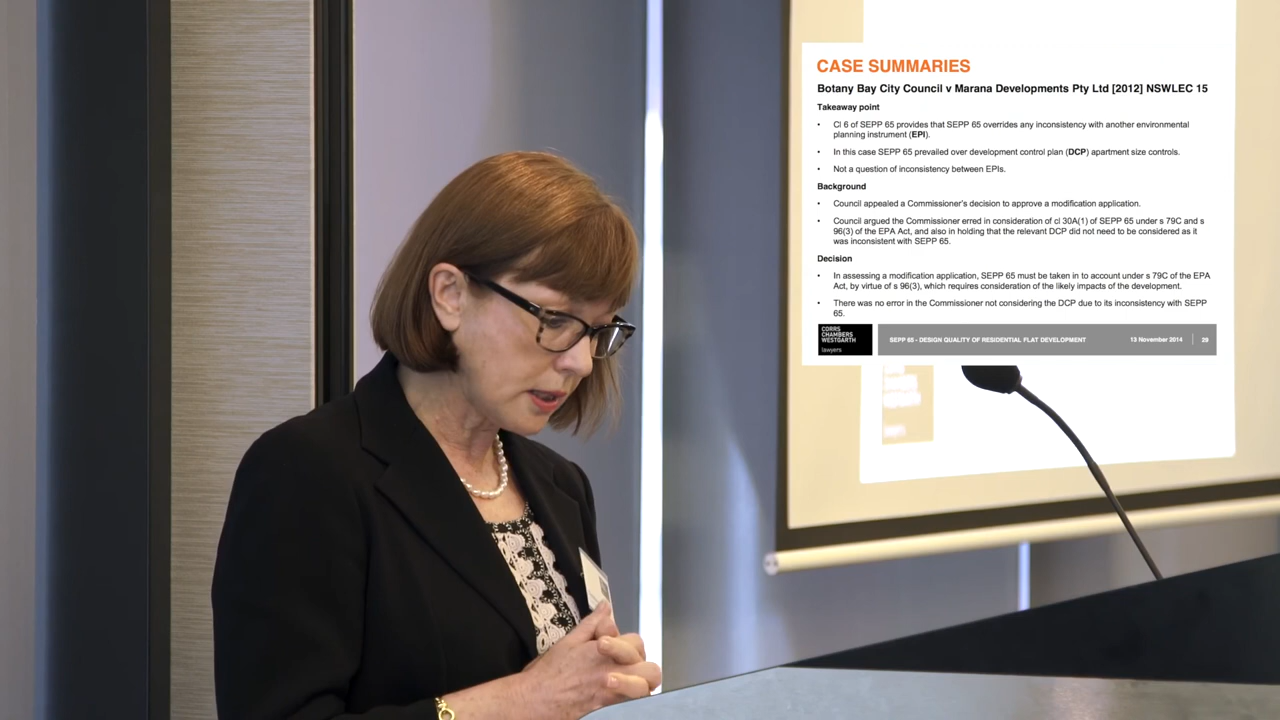 CASE SUMMARIES
Botany Bay City Council v Marana Developments Pty Ltd [2012] NSWLEC 15
Takeaway point
• Cl 6 of SEPP 65 provides that SEPP 65 overrides any inconsistency with another environmental
planning instrument (EPI).
• In this case SEPP 65 prevailed over development control plan (DCP) apartment size controls.
• Not a question of inconsistency between EPIs.
Background
• Council appealed a Commissioner's decision to approve a modification application.
• Council argued the Commissioner erred in consideration of cl 30A(1) of SEPP 65 under s 79C and s
96(3) of the EPA Act, and also in holding that the relevant DCP did not need to be considered as it
was inconsistent with SEPP 65.
Decision
• In assessing a modification application, SEPP 65 must be taken in to account under s 79C of the EPA
Act, by virtue of s 96(3), which requires consideration of the likely impacts of the development.
• There was no error in the Commissioner not considering the DCP due to its inconsistency with SEPP
65.
CORRS
CHAMBERS
WESTGARTH
lawyers
SEPP 65 - DESIGN QUALITY OF RESIDENTIAL FLAT DEVELOPMENT 13 November 2014 29